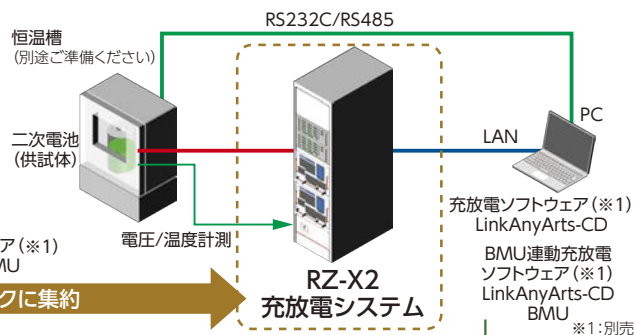 RS232C/RS485
恒温槽
(別途ご準備ください)
二次電池
(供試体)
PC
LAN
電圧/温度計測
充放電ソフトウェア(※1)
LinkAnyArts-CD
ア(※1)
MU
BMU連動充放電
ソフトウェア(※1)
LinkAnyArts-CD
BMU
クに集約
RZ-X2
充放電システム
※1:別売